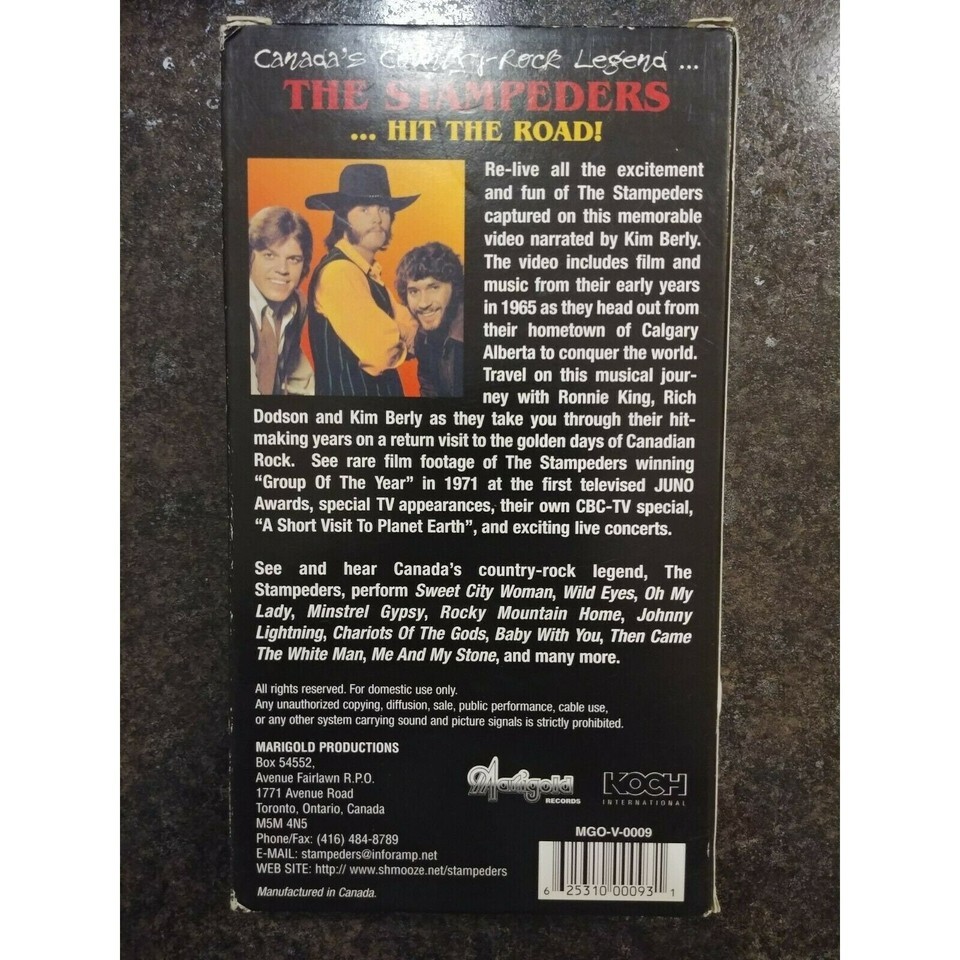 Canada's Country-Rock Legend ...
THE STAMPEDERS
... HIT THE ROAD!
Re-live all the excitement
and fun of The Stampeders
captured on this memorable
video narrated by Kim Berly.
The video includes film and
music from their early years
in 1965 as they head out from
their hometown of Calgary
Alberta to conquer the world.
Travel on this musical jour-
ney with Ronnie King, Rich
Dodson and Kim Berly as they take you through their hit-
making years on a return visit to the golden days of Canadian
Rock. See rare film footage of The Stampeders winning
“Group Of The Year” in 1971 at the first televised JUNO
Awards, special TV appearances, their own CBC-TV special,
“A Short Visit To Planet Earth”, and exciting live concerts.
See and hear Canada's country-rock legend, The
Stampeders, perform Sweet City Woman, Wild Eyes, Oh My
Lady, Minstrel Gypsy, Rocky Mountain Home, Johnny
Lightning, Chariots Of The Gods, Baby With You, Then Came
The White Man, Me And My Stone, and many more.
All rights reserved. For domestic use only.
Any unauthorized copying, diffusion, sale, public performance, cable use,
or any other system carrying sound and picture signals is strictly prohibited.
MARIGOLD PRODUCTIONS
Box 54552,
Avenue Fairlawn R.P.O.
1771 Avenue Road
Toronto, Ontario, Canada
M5M 4N5
Phone/Fax: (416) 484-8789
E-MAIL: stampeders@inforamp.net
WEB SITE: http:// www.shmooze.net/stampeders
Manufactured in Canada.
Marigold
RECORDS
KOCH
INTERNATIONAL
MGO-V-0009
6 25310 00093 1